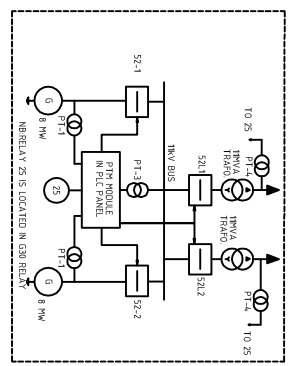 52-1
PT-1
G
8 MW
PTM MODULE
IN PLC PANEL
PT-3
11kV BUS
52L1
11MVA
TRAFO.
PT-4
TO 25
25
52L2
11MVA
TRAFO.
PT-4
TO 25
PT-1
G
8 MW
52-2
NB:RELAY 25 IS LOCATED IN G30 RELAY